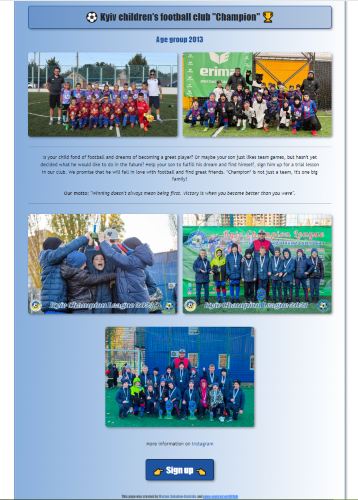 ⚽ Kyiv children's football club "Champion" 🏆
Age group 2013
erima
Is your child fond of football and dreams of becoming a great player? Or maybe your son just likes team games, but hasn't yet
decided what he would like to do in the future? Help your son to fulfill his dream and find himself, sign him up for a trial lesson
in our club. We promise that he will fall in love with football and find great friends. "Champion" is not just a team, it's one big
family!
Our motto: "Winning doesn't always mean being first. Victory is when you become better than you were".
Kyiv Champion League 2021
Kyiv Champion League 2021
more information on Instagram
👉 Sign up 👈
This page was created by